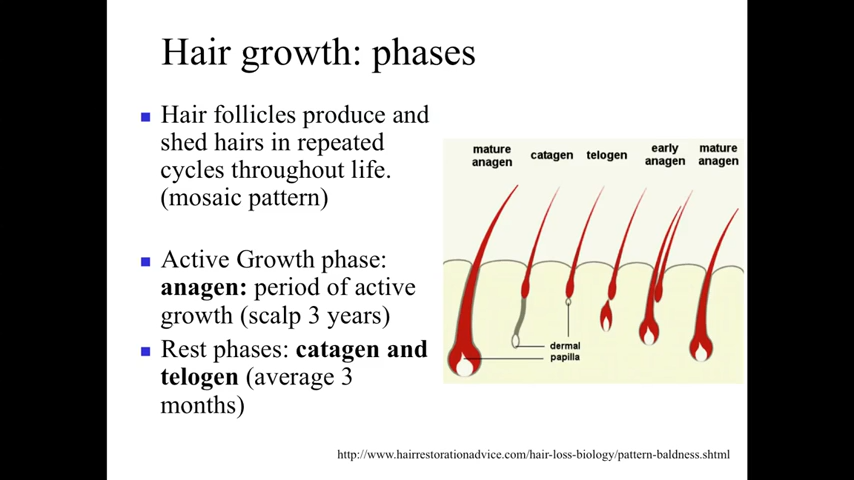 Hair growth: phases
Hair follicles produce and
shed hairs in repeated
cycles throughout life.
(mosaic pattern)
Active Growth phase:
anagen: period of active
growth (scalp 3 years)
Rest phases: catagen and
telogen (average 3
months)
mature anagen
catagen
telogen
early anagen
mature anagen
dermal
papilla
http://www.hairrestorationadvice.com/hair-loss-biology/pattern-baldness.shtml